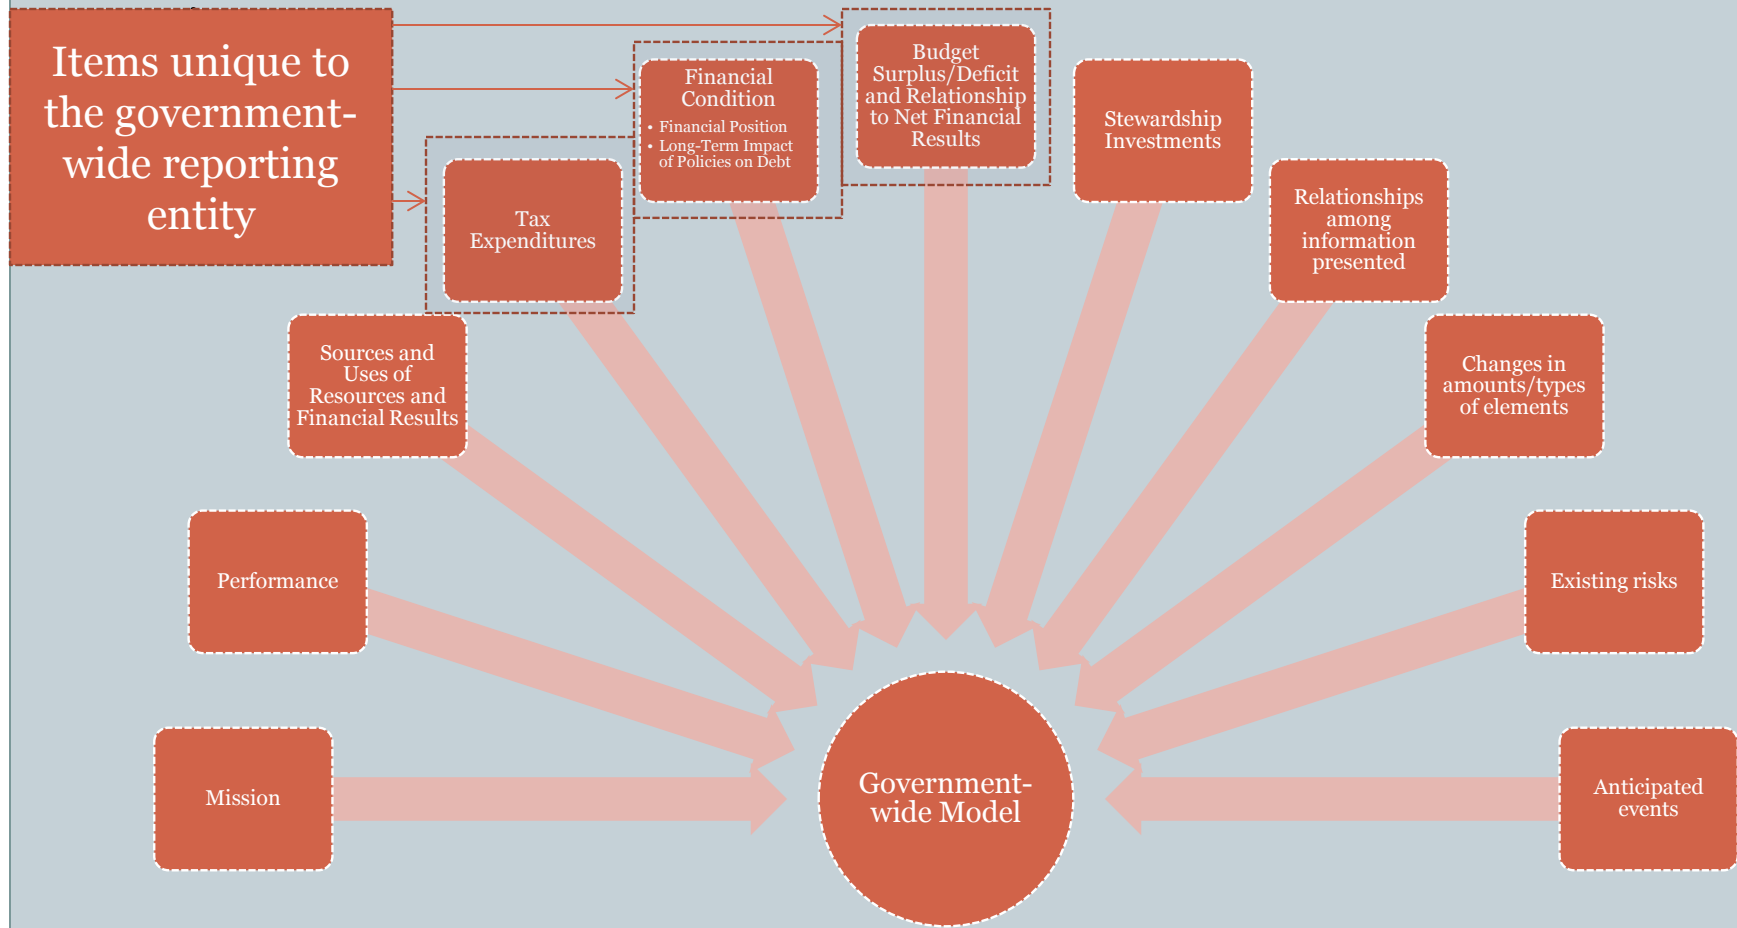 Items unique to
the government-
wide reporting
entity
Mission
Performance
Sources and
Uses of
Resources and
Financial Results
Tax
Expenditures
Financial
Condition
• Financial Position
• Long-Term Impact
of Policies on Debt
Budget
Surplus/Deficit
and Relationship
to Net Financial
Results
Stewardship
Investments
Relationships
among
information
presented
Changes in
amounts/types
of elements
Existing risks
Anticipated
events
Government-
wide Model